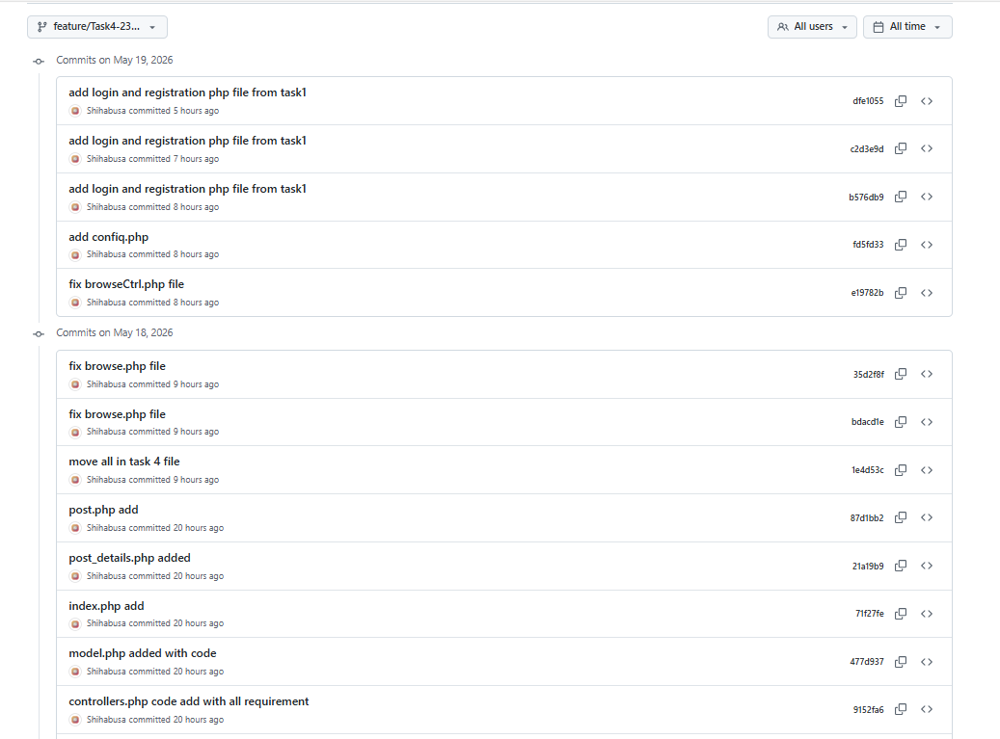 feature/Task4-23...
All users
All time
Commits on May 19, 2026
add login and registration php file from task1
Shihabusa committed 5 hours ago
dfe1055
add login and registration php file from task1
Shihabusa committed 7 hours ago
c2d3e9d
add login and registration php file from task1
Shihabusa committed 8 hours ago
b576db9
add confiq.php
Shihabusa committed 8 hours ago
fd5fd33
fix browseCtrl.php file
Shihabusa committed 8 hours ago
e19782b
Commits on May 18, 2026
fix browse.php file
Shihabusa committed 9 hours ago
35d2f8f
fix browse.php file
Shihabusa committed 9 hours ago
bdacd1e
move all in task 4 file
Shihabusa committed 9 hours ago
1e4d53c
post.php add
Shihabusa committed 20 hours ago
87d1bb2
post_details.php added
Shihabusa committed 20 hours ago
21a19b9
index.php add
Shihabusa committed 20 hours ago
71f27fe
model.php added with code
Shihabusa committed 20 hours ago
477d937
controllers.php code add with all requirement
Shihabusa committed 20 hours ago
9152fa6